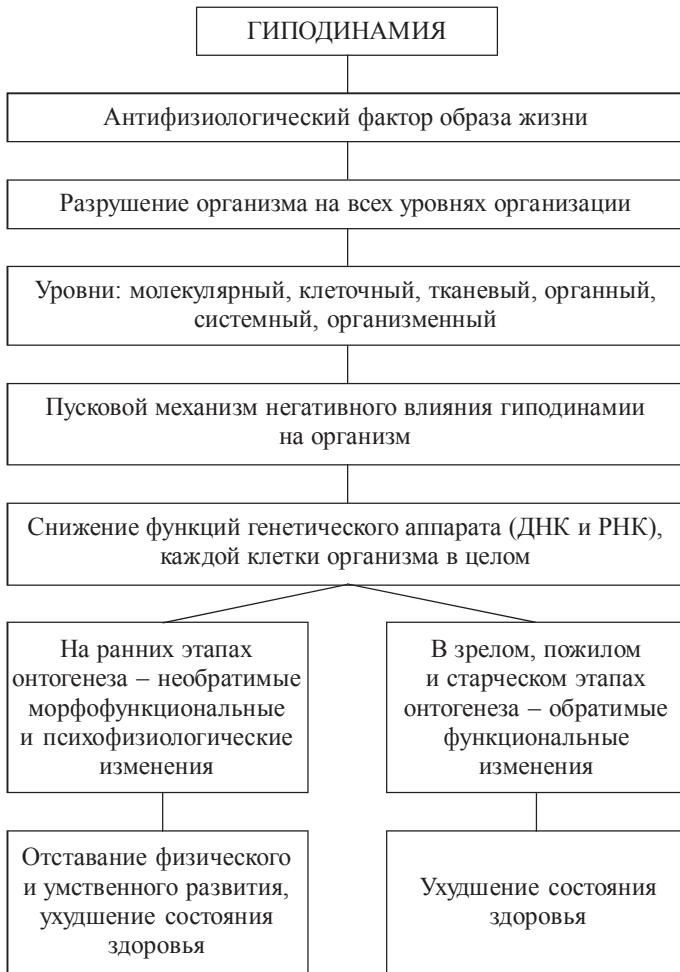 ГИПОДИНАМИЯ
Антифизиологический фактор образа жизни
Разрушение организма на всех уровнях организации
Уровни: молекулярный, клеточный, тканевый, органный,
системный, организменный
Пусковой механизм негативного влияния гиподинамии
на организм
Снижение функций генетического аппарата (ДНК и РНК),
каждой клетки организма в целом
На ранних этапах
онтогенеза – необратимые
морфофункциональные
и психофизиологические
изменения
В зрелом, пожилом
и старческом этапах
онтогенеза – обратимые
функциональные
изменения
Отставание физического
и умственного развития,
ухудшение состояния
здоровья
Ухудшение состояния
здоровья